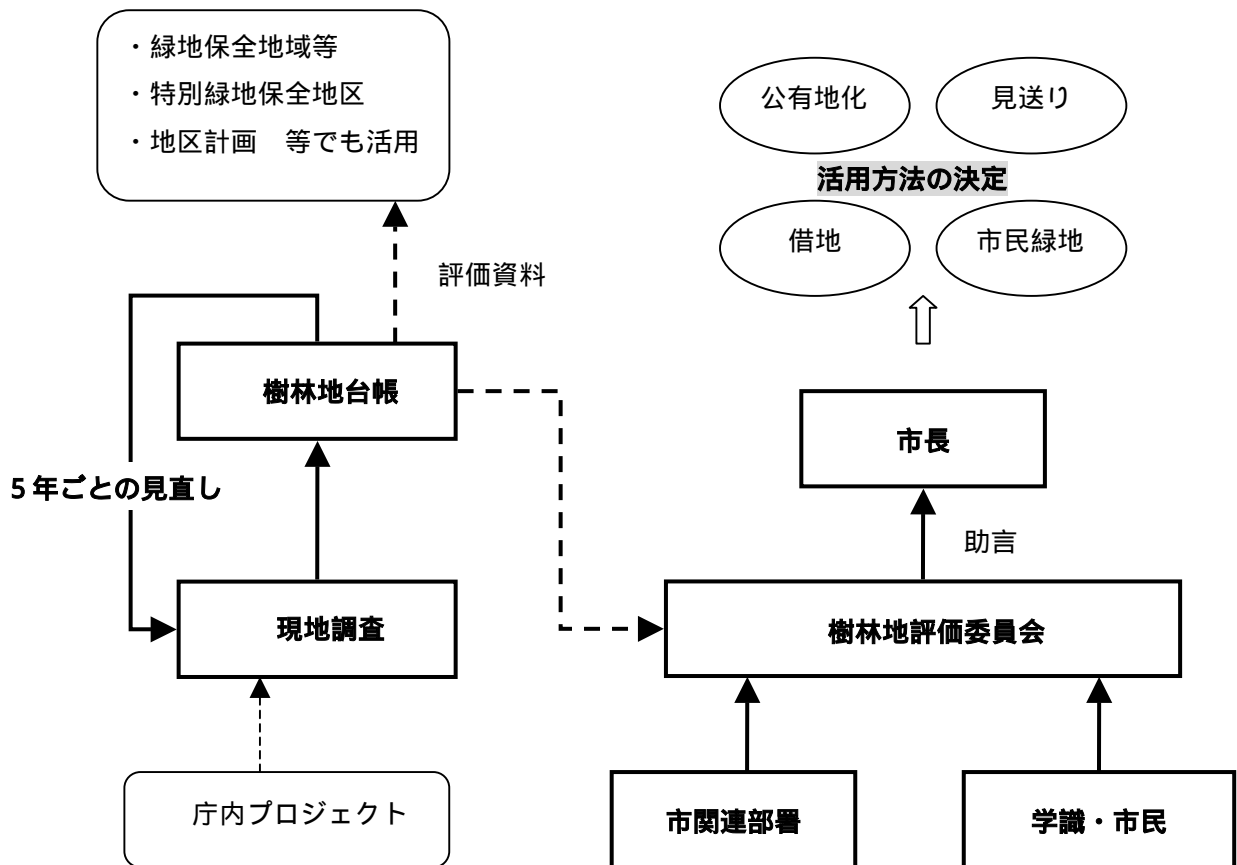 ・緑地保全地域等
・特別緑地保全地区
・地区計画　等でも活用
公有地化
見送り
活用方法の決定
借地
市民緑地
評価資料
樹林地台帳
市長
5年ごとの見直し
助言
現地調査
樹林地評価委員会
庁内プロジェクト
市関連部署
学識・市民